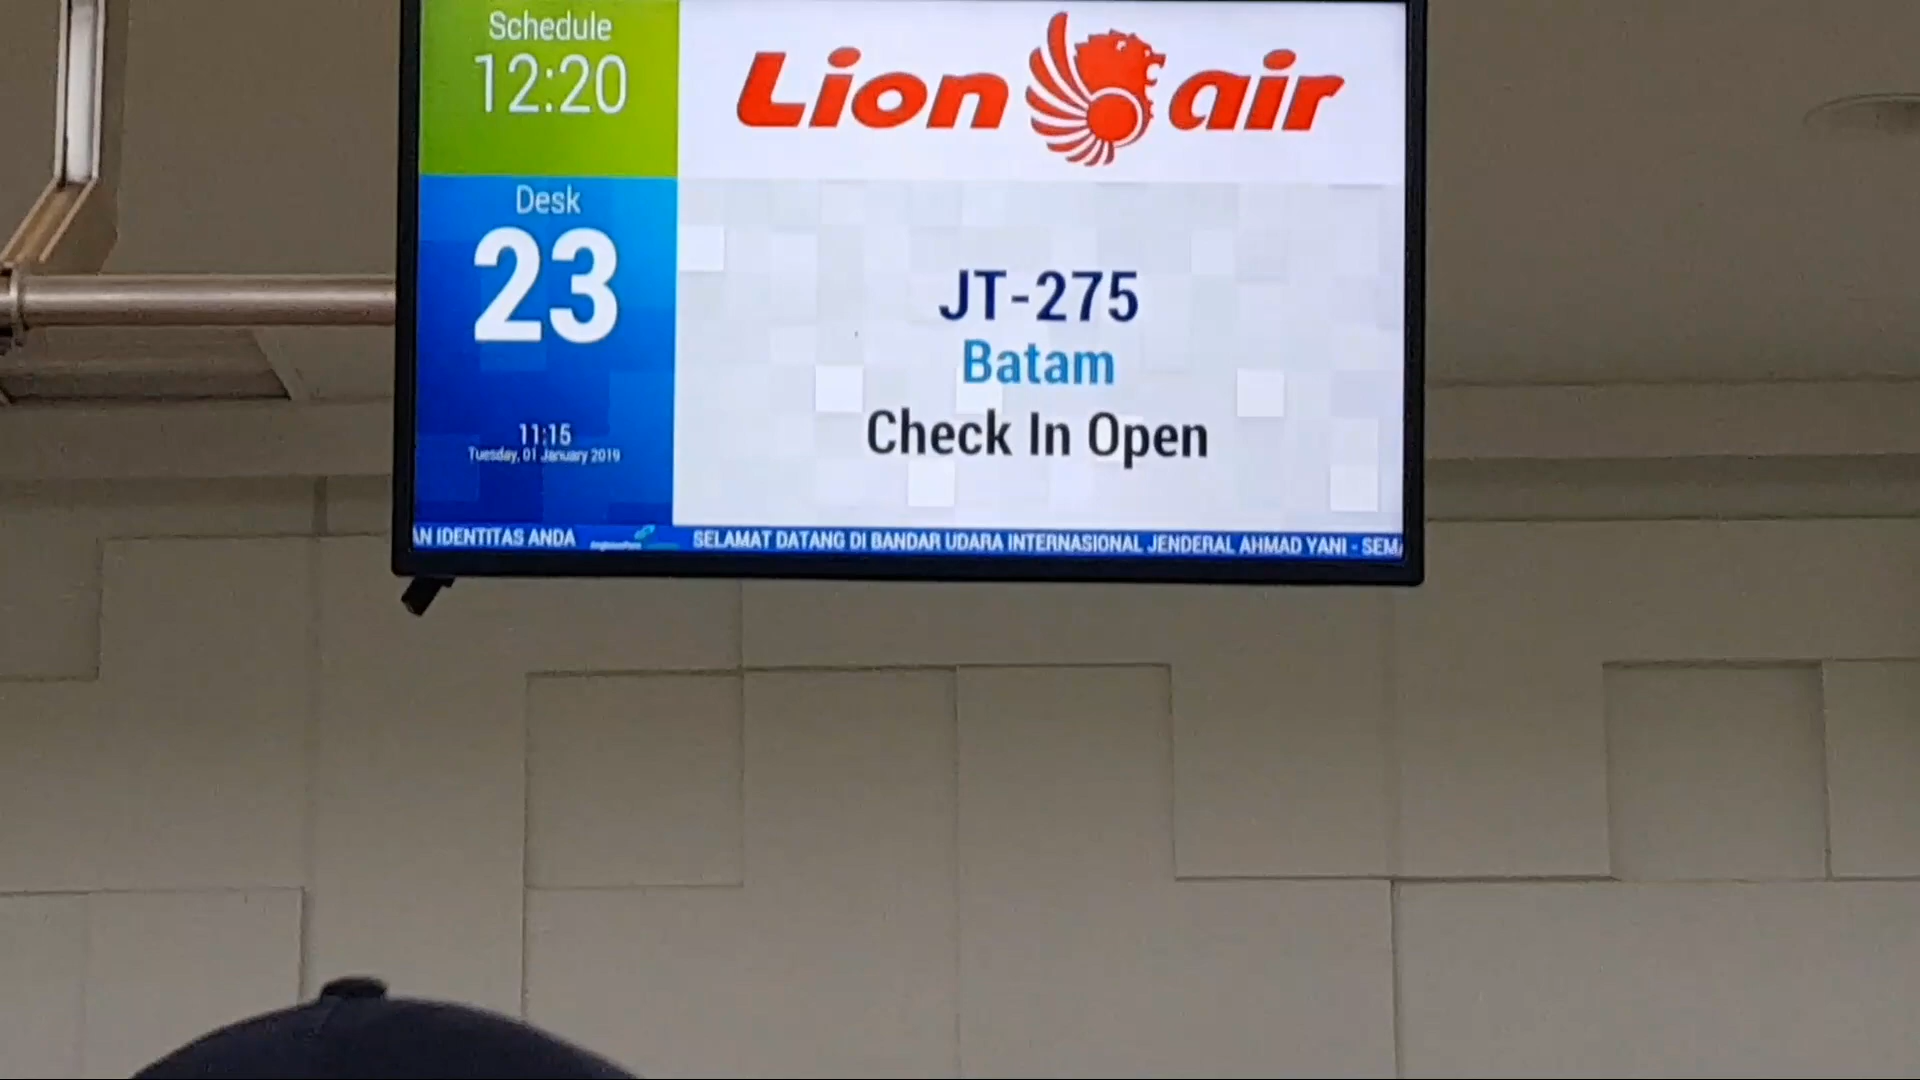 Schedule
12:20
Lion air
Desk
23
JT-275
Batam
Check In Open
11:15
Tuesday, 01 January 2019
AN IDENTITAS ANDA
SELAMAT DATANG DI BANDAR UDARA INTERNASIONAL JENDERAL AHMAD YANI - SEMA